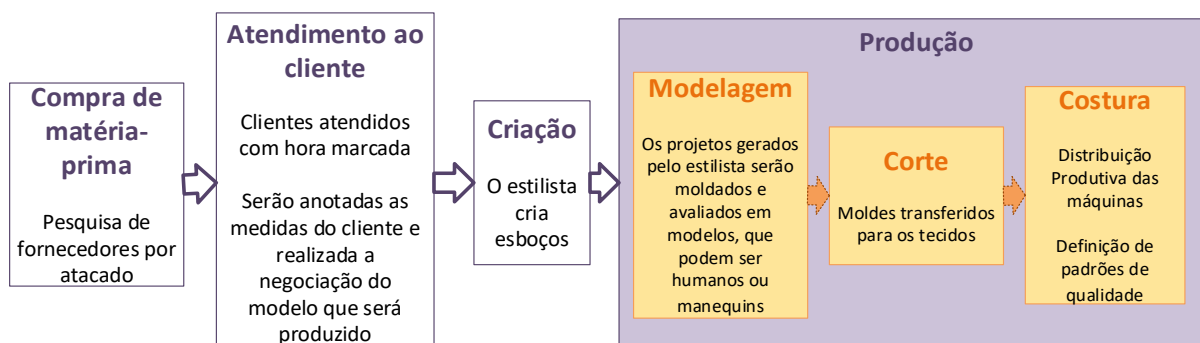 Compra de
matéria-
prima
Pesquisa de
fornecedores por
atacado
Atendimento ao
cliente
Clientes atendidos
com hora marcada
Serão anotadas as
medidas do cliente e
realizada a
negociação do
modelo que será
produzido
Criação
O estilista
cria
esboços
Produção
Modelagem
Os projetos gerados
pelo estilista serão
moldados e
avaliados em
modelos, que
podem ser
humanos ou
manequins
Corte
Moldes transferidos
para os tecidos
Costura
Distribuição
Produtiva das
máquinas
Definição de
padrões de
qualidade